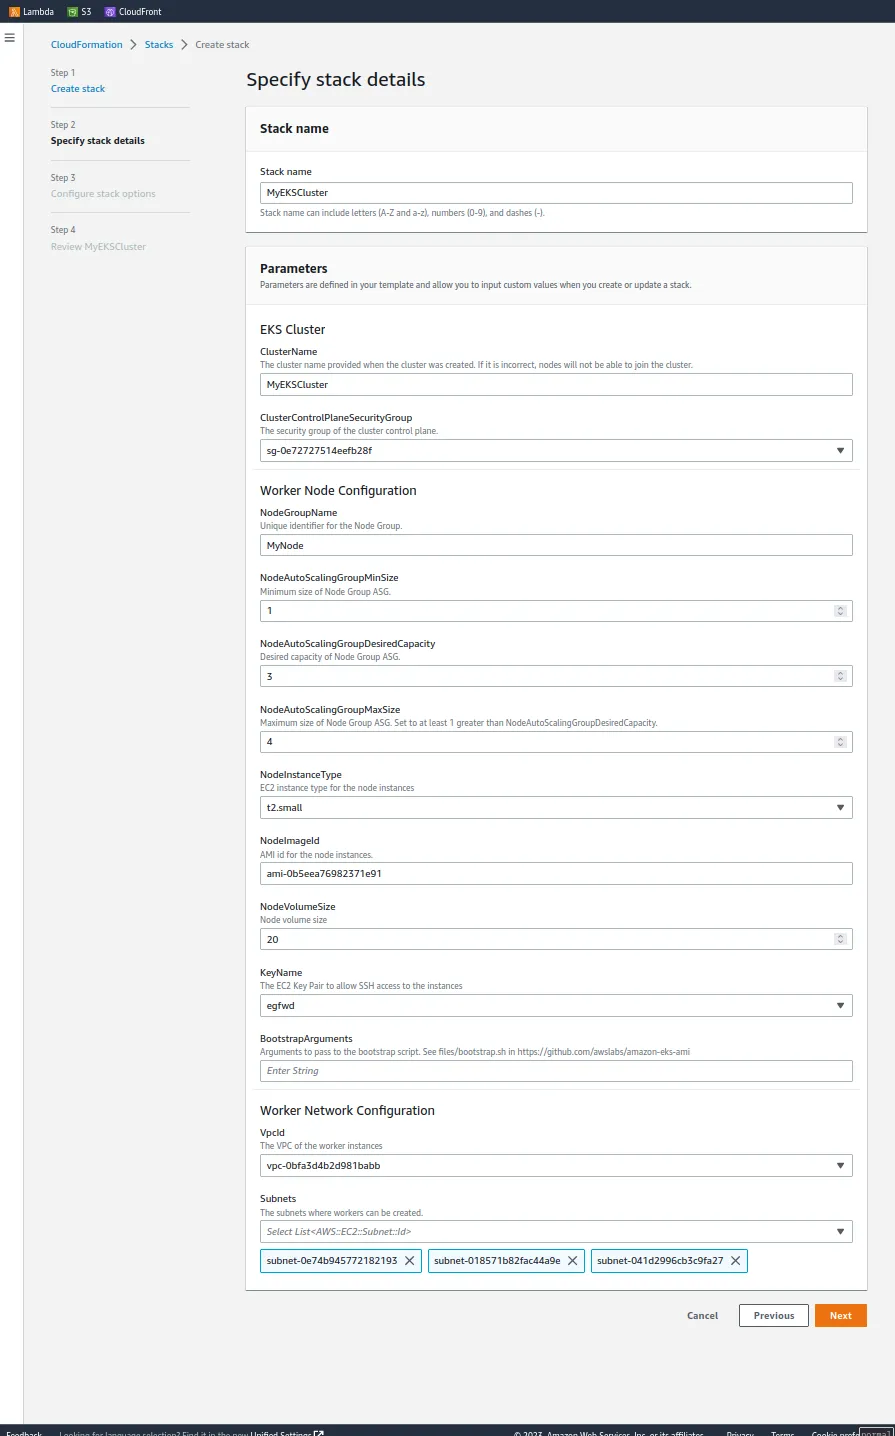 Lambda S3 CloudFront
CloudFormation > Stacks > Create stack
Step 1
Create stack
Step 2
Specify stack details
Step 3
Configure stack options
Step 4
Review MyEKSCluster
Specify stack details
Stack name
Stack name
MyEKSCluster
Stack name can include letters (A-Z and a-z), numbers (0-9), and dashes (-).
Parameters
Parameters are defined in your template and allow you to input custom values when you create or update a stack.
EKS Cluster
ClusterName
The cluster name provided when the cluster was created. If it is incorrect, nodes will not be able to join the cluster.
MyEKSCluster
ClusterControlPlaneSecurityGroup
The security group of the cluster control plane.
sg-0e72727514eefb28f
Worker Node Configuration
NodeGroupName
Unique identifier for the Node Group.
MyNode
NodeAutoScalingGroupMinSize
Minimum size of Node Group ASG.
1
NodeAutoScalingGroupDesiredCapacity
Desired capacity of Node Group ASG.
3
NodeAutoScalingGroupMaxSize
Maximum size of Node Group ASG. Set to at least 1 greater than NodeAutoScalingGroupDesiredCapacity.
4
NodeInstanceType
EC2 instance type for the node instances
t2.small
NodeImageId
AMI id for the node instances.
ami-0b5eea76982371e91
NodeVolumeSize
Node volume size
20
KeyName
The EC2 Key Pair to allow SSH access to the instances
egfwd
BootstrapArguments
Arguments to pass to the bootstrap script. See files/bootstrap.sh in https://github.com/awslabs/amazon-eks-ami
Enter String
Worker Network Configuration
VpcId
The VPC of the worker instances
vpc-0bfa3d4b2d981babb
Subnets
The subnets where workers can be created.
Select List<AWS::EC2::Subnet::Id>
subnet-0e74b945772182193 subnet-018571b82fac44a9e subnet-041d2996cb3c9fa27
Cancel Previous Next
Feedback Looking for language selection? Find it in the new Unified Settings © 2023, Amazon Web Services, Inc. or its affiliates. Privacy Terms Cookie prefe normal